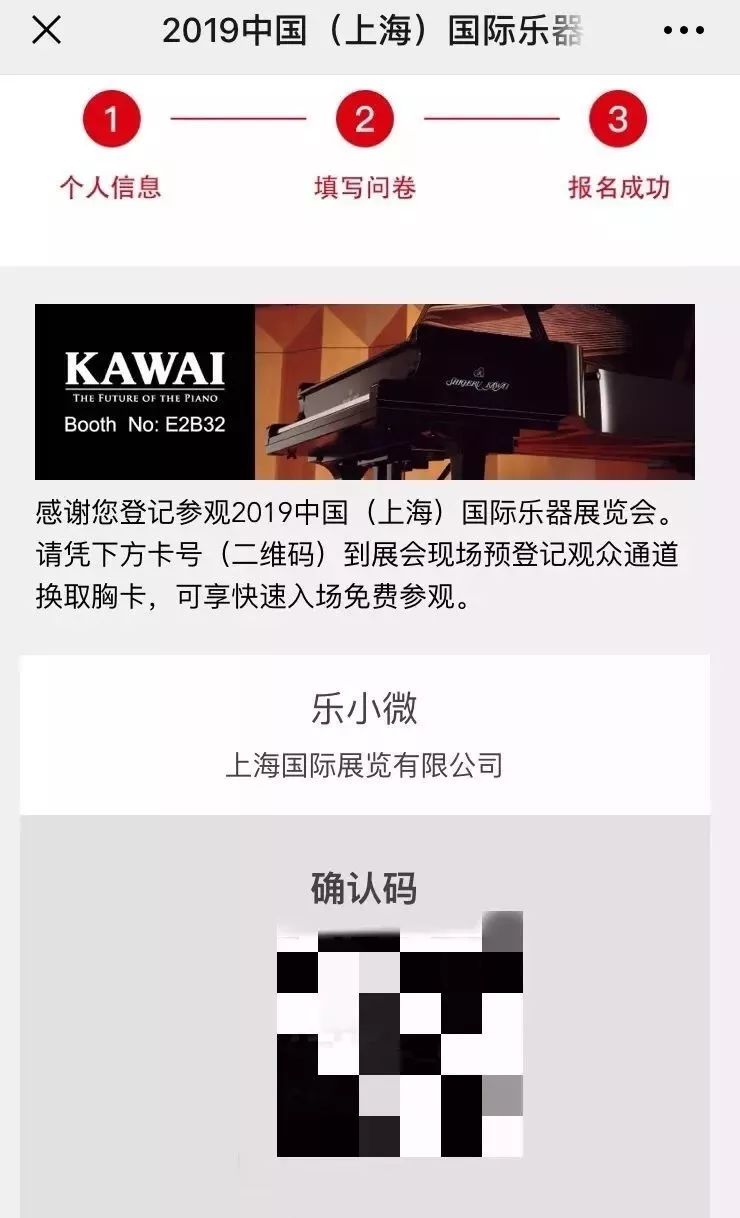 2019中国（上海）国际乐器
1
2
3
个人信息
填写问卷
报名成功
KAWAI
THE FUTURE OF THE PIANO
Booth No: E2B32
SHIGERU KAWAI
感谢您登记参观2019中国（上海）国际乐器展览会。
请凭下方卡号（二维码）到展会现场预登记观众通道
换取胸卡，可享快速入场免费参观。
乐小微
上海国际展览有限公司
确认码